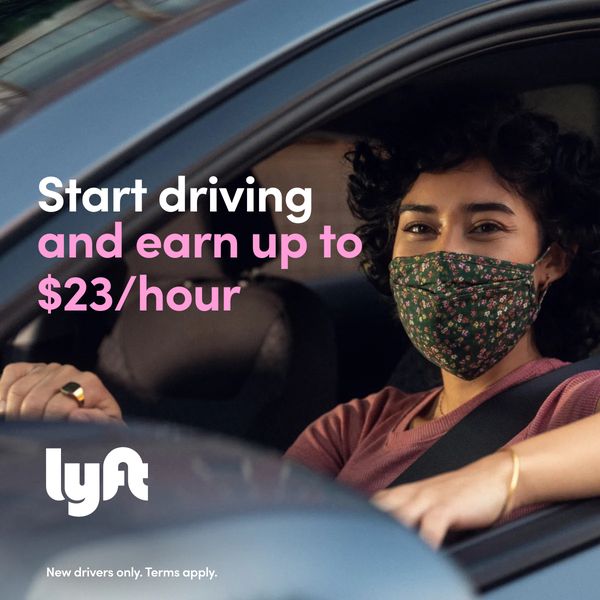 Start driving
and earn up to
$23/hour
lyft
New drivers only. Terms apply.